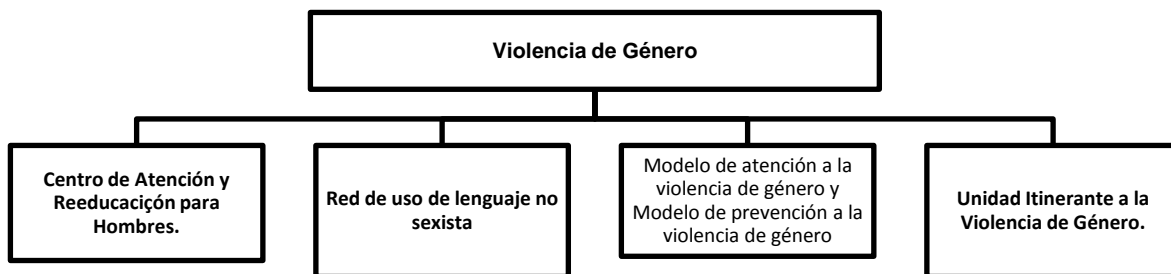 Violencia de Género
Centro de Atención y
Reeducaciçón para
Hombres.
Red de uso de lenguaje no
sexista
Modelo de atención a la
violencia de género y
Modelo de prevención a la
violencia de género
Unidad Itinerante a la
Violencia de Género.